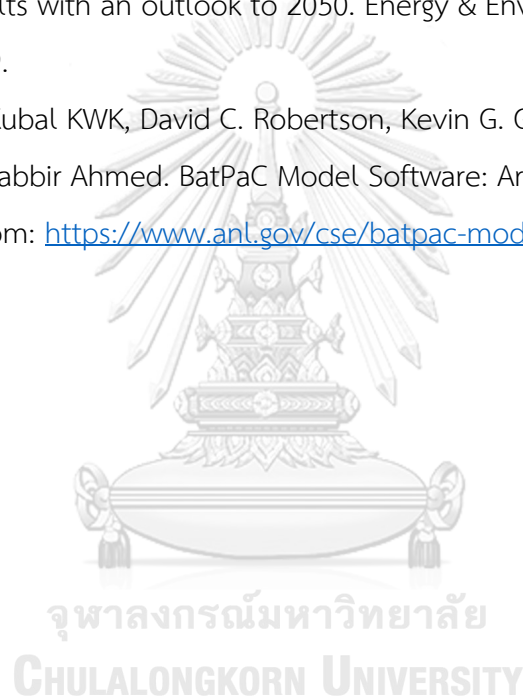 lts with an outlook to 2050. Energy & Env
.
ubal KWK, David C. Robertson, Kevin G. G
abbir Ahmed. BatPaC Model Software: Ar
om: https://www.anl.gov/cse/batpac-mod
จุฬาลงกรณ์มหาวิทยาลัย
CHULALONGKORN UNIVERSITY